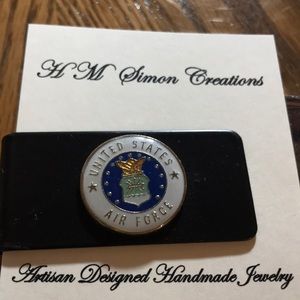 H M Simon Creations
UNITED STATES
AIR FORCE
Artisan Designed Handmade Jewelry